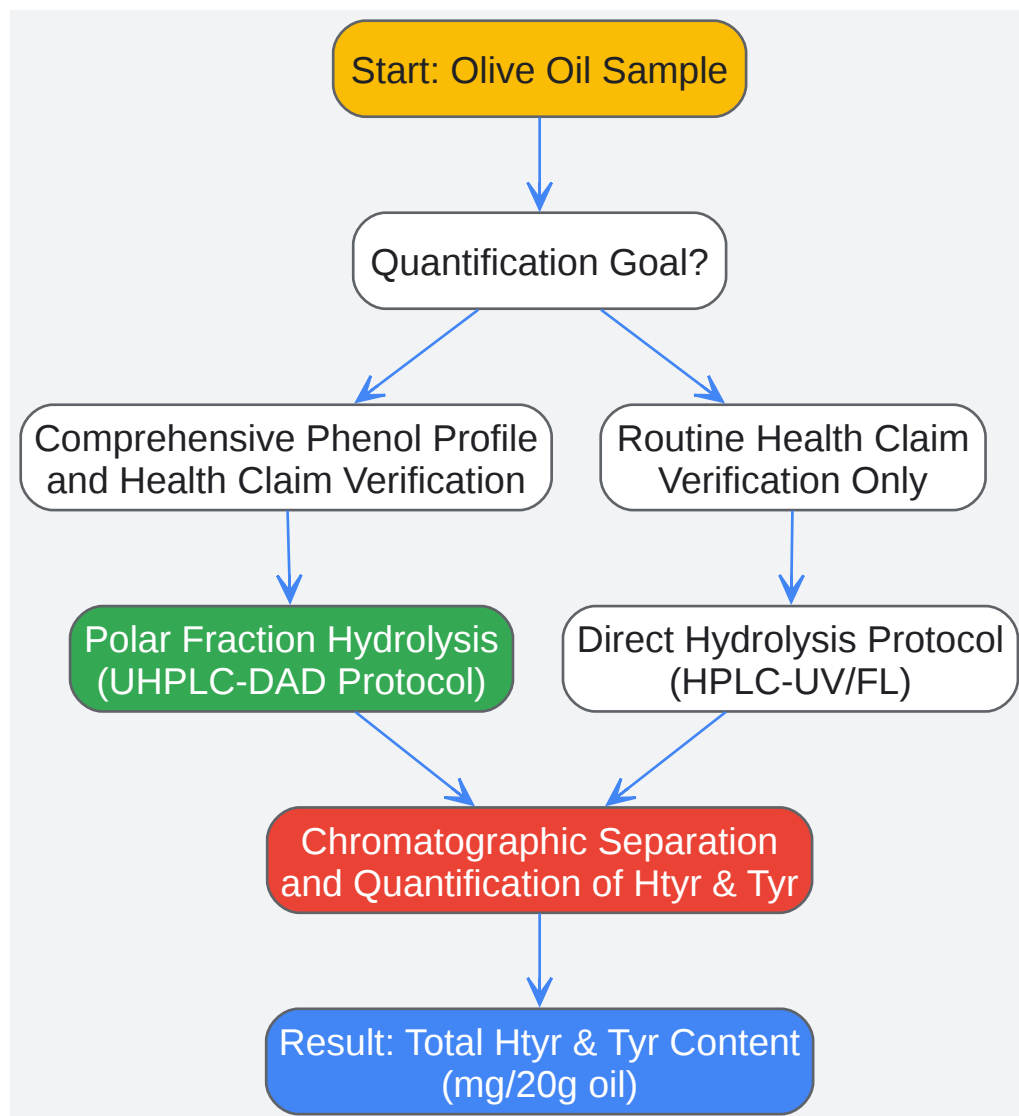 Start: Olive Oil Sample
Quantification Goal?
Comprehensive Phenol Profile
and Health Claim Verification
Routine Health Claim
Verification Only
Polar Fraction Hydrolysis
(UHPLC-DAD Protocol)
Direct Hydrolysis Protocol
(HPLC-UV/FL)
Chromatographic Separation
and Quantification of Htyr & Tyr
Result: Total Htyr & Tyr Content
(mg/20g oil)